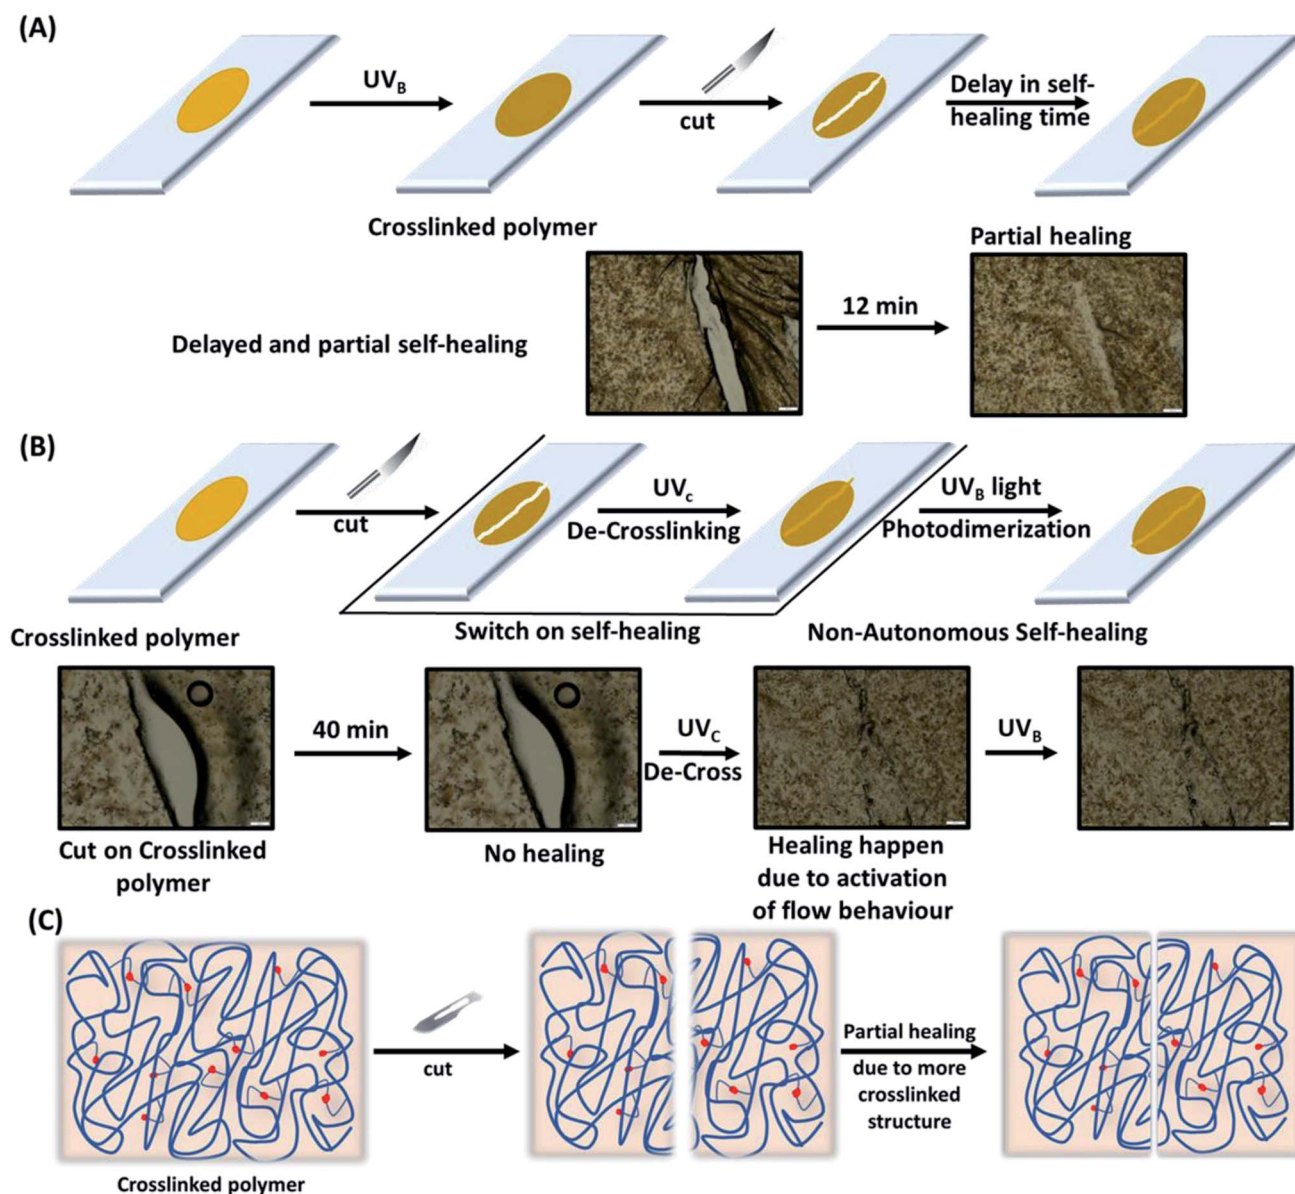 (A)
UVB
cut
Delay in self-
healing time
Crosslinked polymer
Partial healing
Delayed and partial self-healing
12 min
(B)
cut
UVc
De-Crosslinking
UVB light
Photodimerization
Crosslinked polymer
Switch on self-healing
Non-Autonomous Self-healing
40 min
UVC
De-Cross
UVB
Cut on Crosslinked
polymer
No healing
Healing happen
due to activation
of flow behaviour
(C)
cut
Partial healing
due to more
crosslinked
structure
Crosslinked polymer